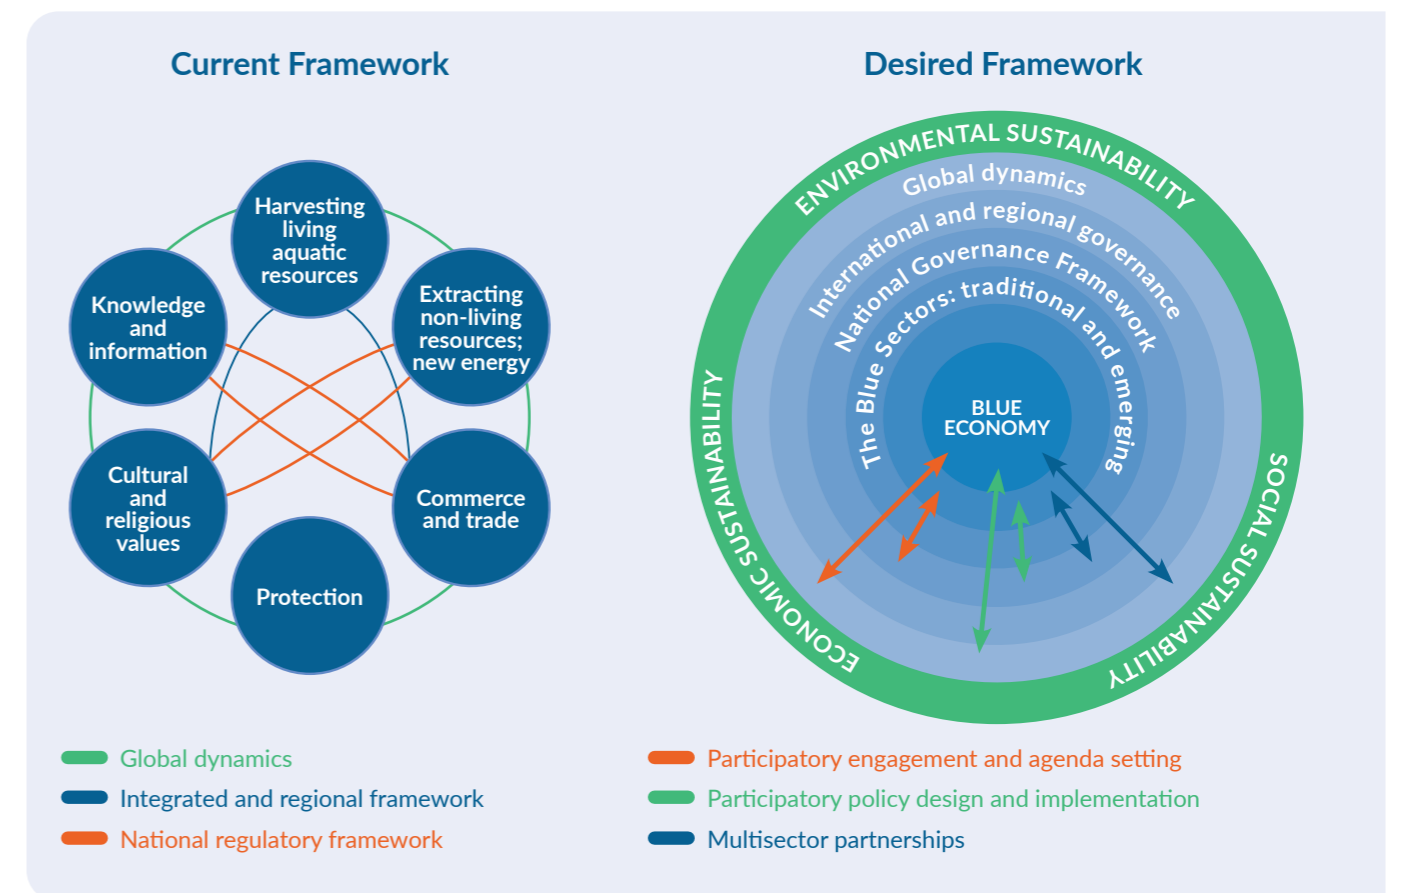 Current Framework
Harvesting
living
aquatic
resources
Knowledge
and
information
Extracting
non-living
resources;
new energy
Cultural
and
religious
values
Commerce
and trade
Protection
Global dynamics
Integrated and regional framework
National regulatory framework
Desired Framework
ENVIRONMENTAL SUSTAINABILITY
Global dynamics
International and regional governance
National Governance Framework
The Blue Sectors: traditional and emerging
BLUE
ECONOMY
ECONOMIC SUSTAINABILITY
SOCIAL SUSTAINABILITY
Participatory engagement and agenda setting
Participatory policy design and implementation
Multisector partnerships